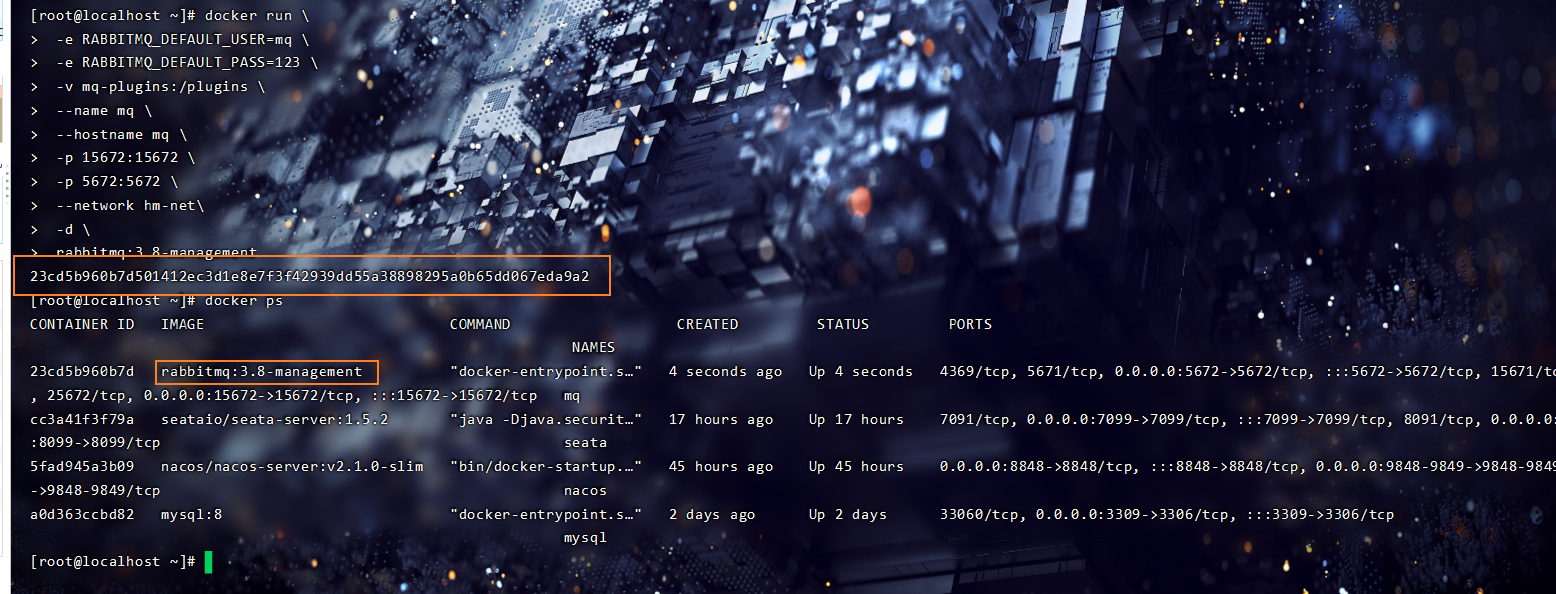 [root@localhost ~]# docker run \
>  -e RABBITMQ_DEFAULT_USER=mq \
>  -e RABBITMQ_DEFAULT_PASS=123 \
>  -v mq-plugins:/plugins \
>  --name mq \
>  --hostname mq \
>  -p 15672:15672 \
>  -p 5672:5672 \
>  --network hm-net\
>  -d \
>  rabbitmq:3.8-management
23cd5b960b7d501412ec3d1e8e7f3f42939dd55a38898295a0b65dd067eda9a2
[root@localhost ~]# docker ps
CONTAINER ID   IMAGE   COMMAND   CREATED   STATUS   PORTS
NAMES
23cd5b960b7d   rabbitmq:3.8-management   "docker-entrypoint.s…"   4 seconds ago   Up 4 seconds   4369/tcp, 5671/tcp, 0.0.0.0:5672->5672/tcp, :::5672->5672/tcp, 15671/tc
, 25672/tcp, 0.0.0.0:15672->15672/tcp, :::15672->15672/tcp   mq
cc3a41f3f79a   seataio/seata-server:1.5.2   "java -Djava.securit…"   17 hours ago   Up 17 hours   7091/tcp, 0.0.0.0:7099->7099/tcp, :::7099->7099/tcp, 8091/tcp, 0.0.0.0:
:8099->8099/tcp
seata
5fad945a3b09   nacos/nacos-server:v2.1.0-slim   "bin/docker-startup.…"   45 hours ago   Up 45 hours   0.0.0.0:8848->8848/tcp, :::8848->8848/tcp, 0.0.0.0:9848-9849->9848-9849
->9848-9849/tcp
nacos
a0d363ccbd82   mysql:8   "docker-entrypoint.s…"   2 days ago   Up 2 days   33060/tcp, 0.0.0.0:3309->3306/tcp, :::3309->3306/tcp
mysql
[root@localhost ~]#